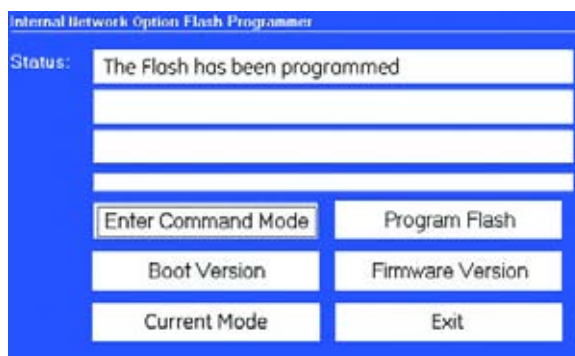 Internal Network Option Flash Programmer
Status: The Flash has been programmed
Enter Command Mode Program Flash
Boot Version Firmware Version
Current Mode Exit